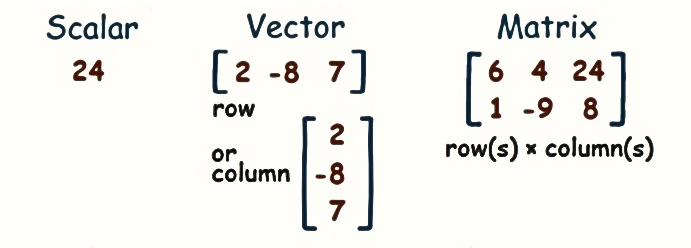 Scalar
24
Vector
[ 2 -8 7 ]
row
or
column
2
-8
7
Matrix
6 4 24
1 -9 8
row(s) × column(s)